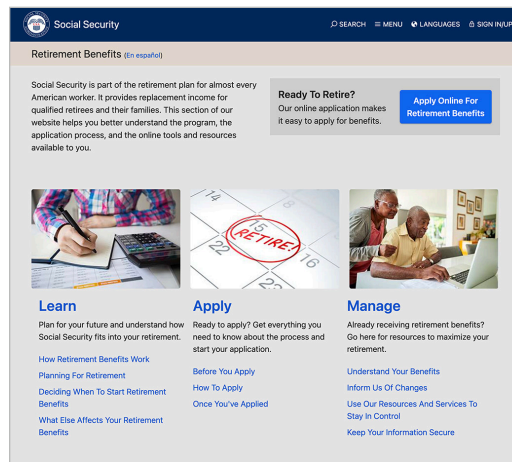 Social Security
SEARCH MENU LANGUAGES SIGN IN/UP
Retirement Benefits (En español)
Social Security is part of the retirement plan for almost every
American worker. It provides replacement income for
qualified retirees and their families. This section of our
website helps you better understand the program, the
application process, and the online tools and resources
available to you.
Ready To Retire?
Our online application makes
it easy to apply for benefits.
Apply Online For
Retirement Benefits
14
8
15
RETIRE!
16
22
22
Learn
Plan for your future and understand how
Social Security fits into your retirement.
How Retirement Benefits Work
Planning For Retirement
Deciding When To Start Retirement
Benefits
What Else Affects Your Retirement
Benefits
Apply
Ready to apply? Get everything you
need to know about the process and
start your application.
Before You Apply
How To Apply
Once You've Applied
Manage
Already receiving retirement benefits?
Go here for resources to maximize your
retirement.
Understand Your Benefits
Inform Us Of Changes
Use Our Resources And Services To
Stay In Control
Keep Your Information Secure